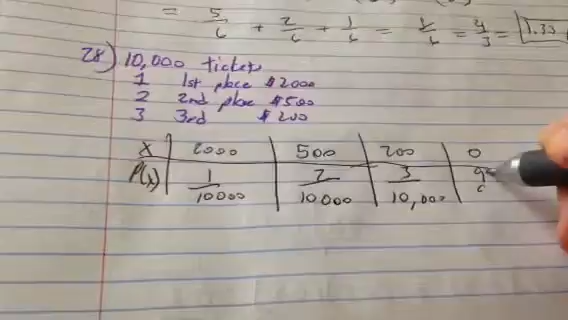 = 5/6 + 2/6 + 1/6 = 8/6 = 4/3 = 1.33
28) 10,000 tickets
1 1st place $2000
2 2nd place $500
3 3rd $200
X 2000 500 200 0
P(x) 1/10000 2/10000 3/10,000